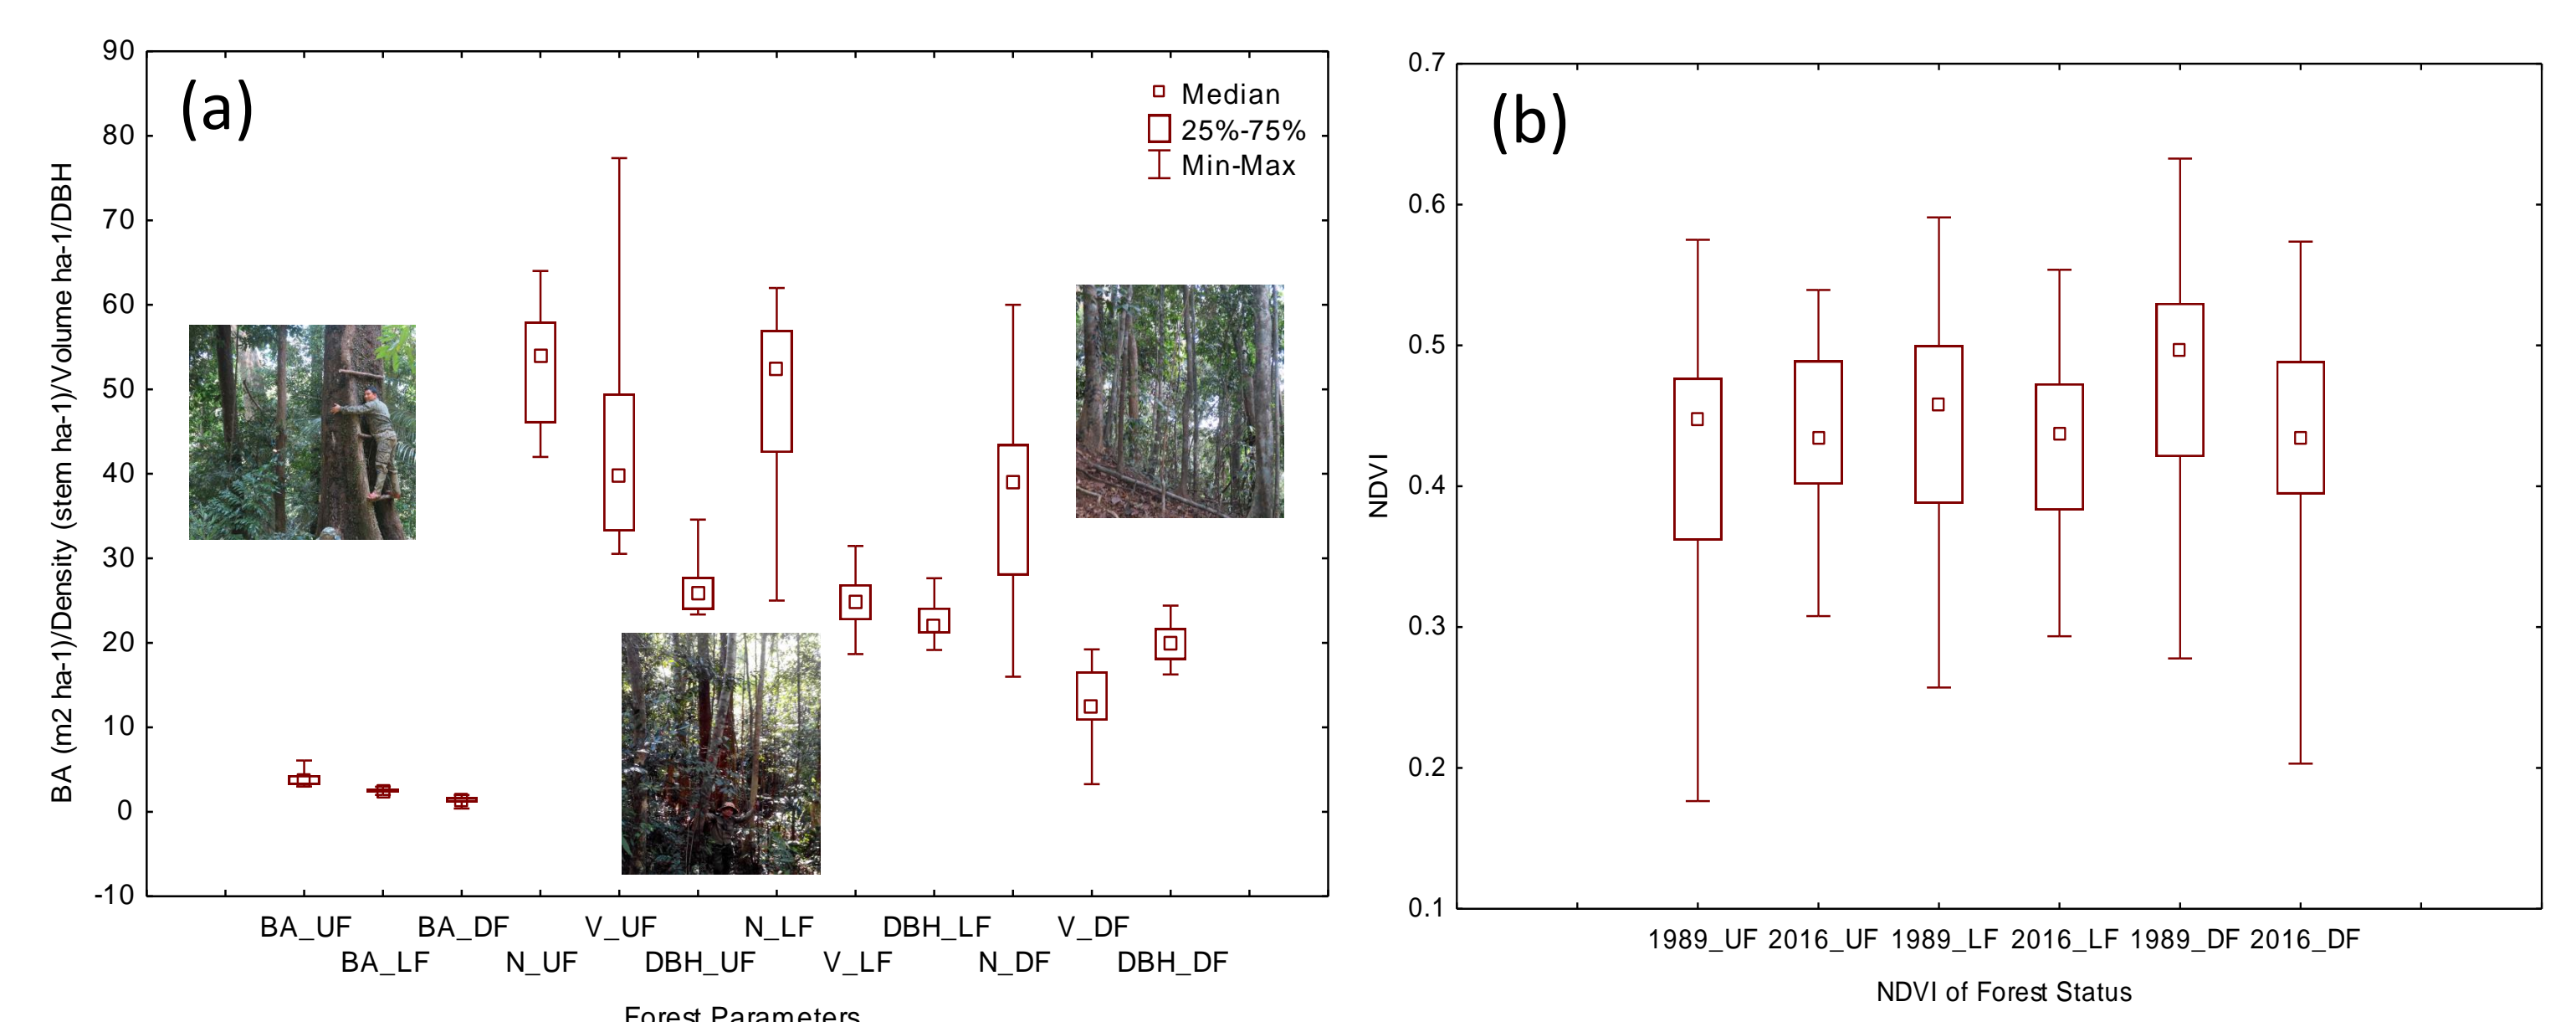 (a)
Median
25%-75%
Min-Max
BA (m2 ha-1)/Density (stem ha-1)/Volume ha-1/DBH
90
80
70
60
50
40
30
20
10
0
-10
BA_UF BA_DF V_UF N_LF DBH_LF V_DF
BA_LF N_UF DBH_UF V_LF N_DF DBH_DF
Forest Parameters
(b)
NDVI
0.7
0.6
0.5
0.4
0.3
0.2
0.1
1989_UF 2016_UF 1989_LF 2016_LF 1989_DF 2016_DF
NDVI of Forest Status